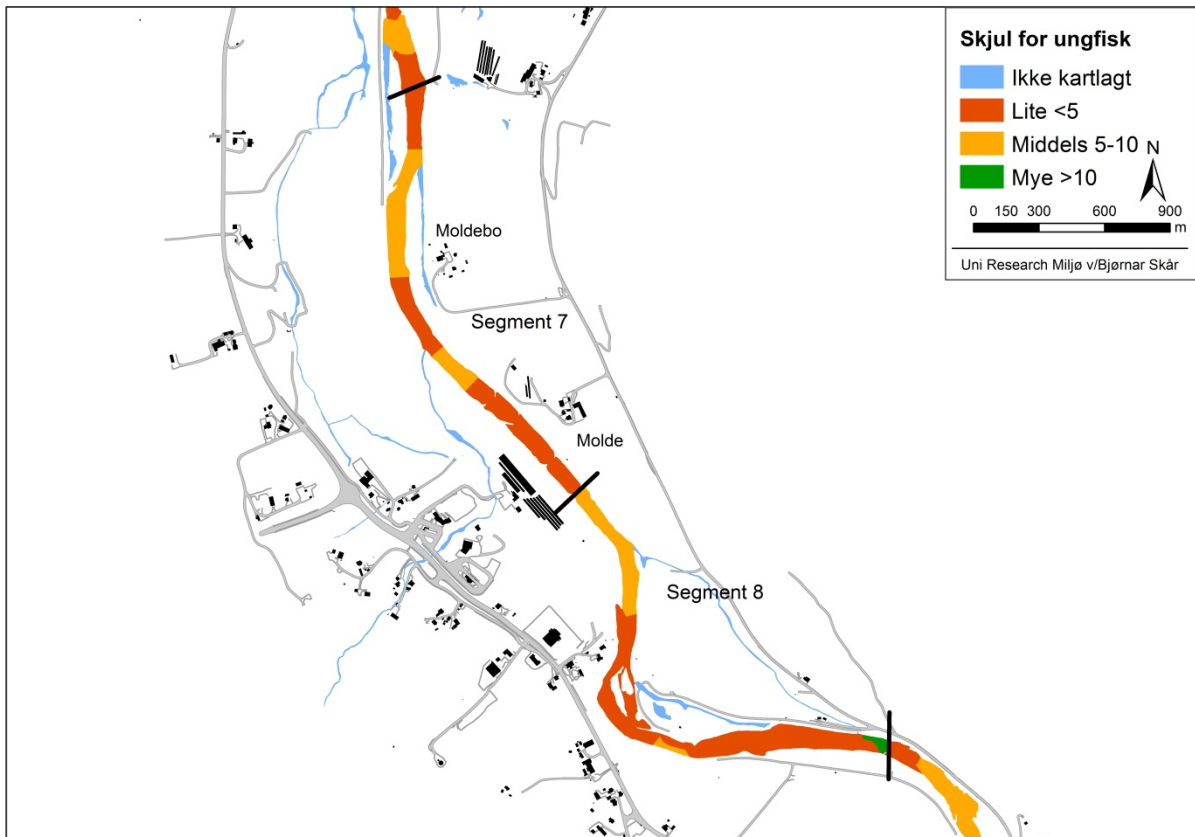 Skjul for ungfisk
Ikke kartlagt
Lite <5
Middels 5-10
Mye >10
N
0 150 300 600 900
m
Uni Research Miljø v/Bjørnar Skår
Moldebo
Segment 7
Molde
Segment 8